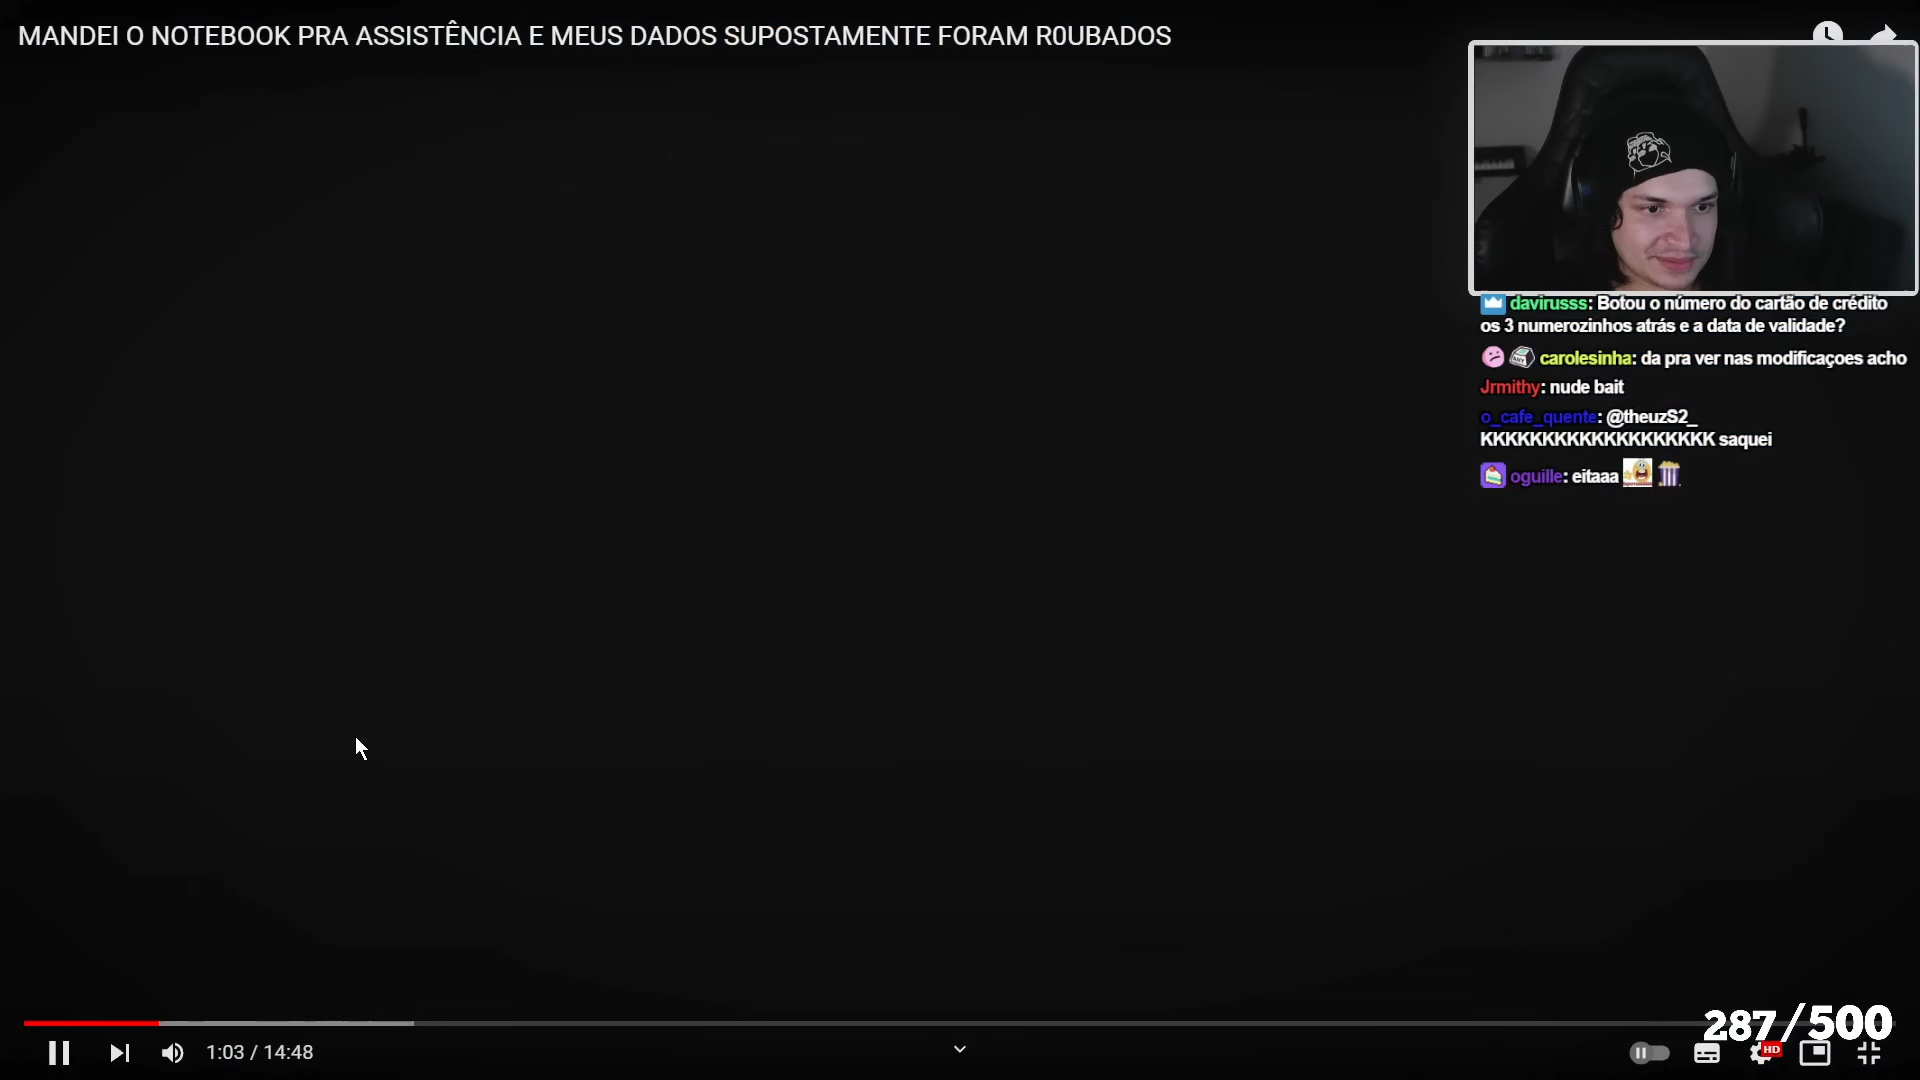 MANDEI O NOTEBOOK PRA ASSISTÊNCIA E MEUS DADOS SUPOSTAMENTE FORAM R0UBADOS
davirusss: Botou o número do cartão de crédito
os 3 numerozinhos atrás e a data de validade?
carolesinha: da pra ver nas modificaçoes acho
Jrmithy: nude bait
o_cafe_quente: @theuzS2_
KKKKKKKKKKKKKKKKKKK saquei
oguille: eitaaa
287/500
1:03 / 14:48
HD